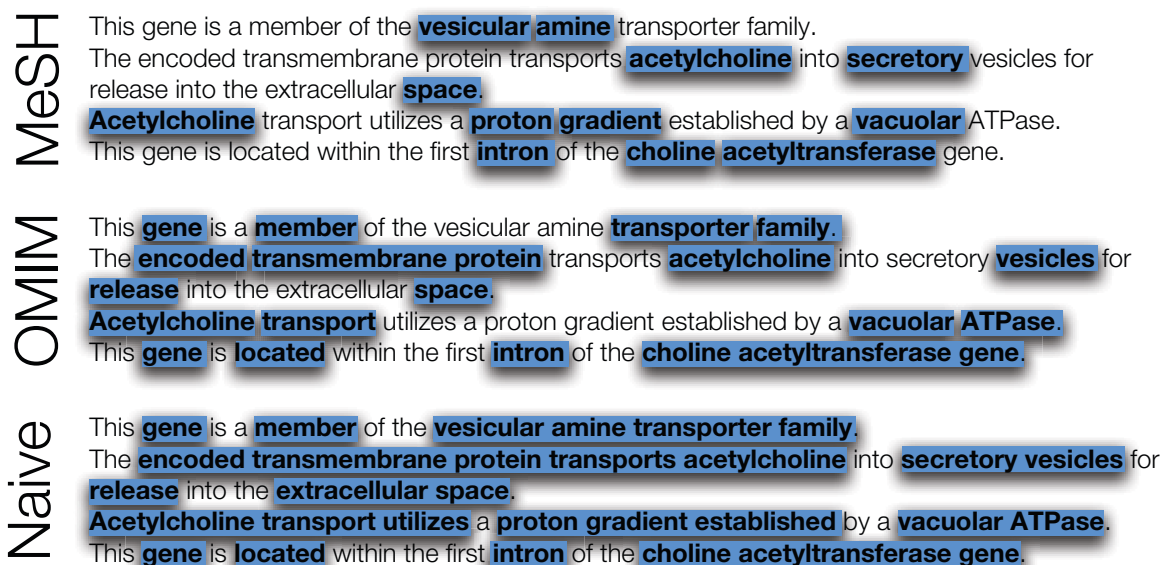 MeSH
This gene is a member of the vesicular amine transporter family.
The encoded transmembrane protein transports acetylcholine into secretory vesicles for
release into the extracellular space.
Acetylcholine transport utilizes a proton gradient established by a vacuolar ATPase.
This gene is located within the first intron of the choline acetyltransferase gene.
OMIM
This gene is a member of the vesicular amine transporter family.
The encoded transmembrane protein transports acetylcholine into secretory vesicles for
release into the extracellular space.
Acetylcholine transport utilizes a proton gradient established by a vacuolar ATPase.
This gene is located within the first intron of the choline acetyltransferase gene.
Naive
This gene is a member of the vesicular amine transporter family.
The encoded transmembrane protein transports acetylcholine into secretory vesicles for
release into the extracellular space.
Acetylcholine transport utilizes a proton gradient established by a vacuolar ATPase.
This gene is located within the first intron of the choline acetyltransferase gene.